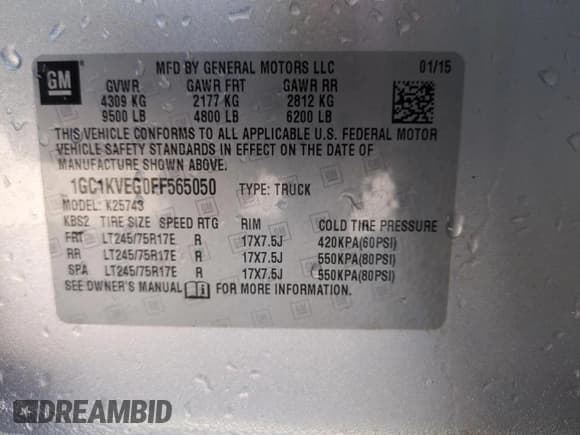 GM
MFD BY GENERAL MOTORS LLC 01/15
GVWR GAWR FRT GAWR RR
4309 KG 2177 KG 2812 KG
9500 LB 4800 LB 6200 LB
THIS VEHICLE CONFORMS TO ALL APPLICABLE U.S. FEDERAL MOTOR
VEHICLE SAFETY STANDARDS IN EFFECT ON THE DATE OF
MANUFACTURE SHOWN ABOVE.
1GC1KVEG0FF565050 TYPE: TRUCK
MODEL: K25743
KBS2 TIRE SIZE SPEED RTG RIM COLD TIRE PRESSURE
FRT LT245/75R17E R 17X7.5J 420KPA(60PSI)
RR LT245/75R17E R 17X7.5J 550KPA(80PSI)
SPA LT245/75R17E R 17X7.5J 550KPA(80PSI)
SEE OWNER'S MANUAL FOR MORE INFORMATION.
DREAMBID